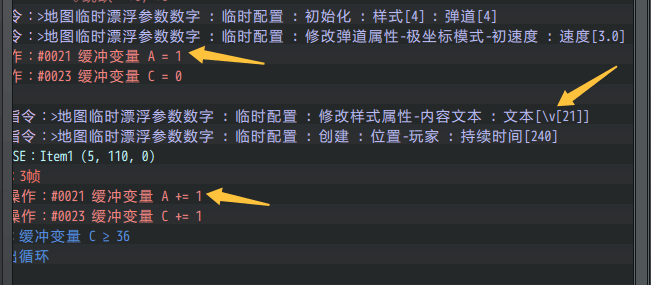 令：>地图临时漂浮参数数字 : 临时配置 : 初始化 : 样式[4] : 弹道[4]
令：>地图临时漂浮参数数字 : 临时配置 : 修改弹道属性-极坐标模式-初速度 : 速度[3.0]
作：#0021 缓冲变量 A = 1
作：#0023 缓冲变量 C = 0
指令：>地图临时漂浮参数数字 : 临时配置 : 修改样式属性-内容文本 : 文本[\v[21]]
指令：>地图临时漂浮参数数字 : 临时配置 : 创建 : 位置-玩家 : 持续时间[240]
SE：Item1 (5, 110, 0)
：3帧
操作：#0021 缓冲变量 A += 1
操作：#0023 缓冲变量 C += 1
：缓冲变量 C ≥ 36
出循环